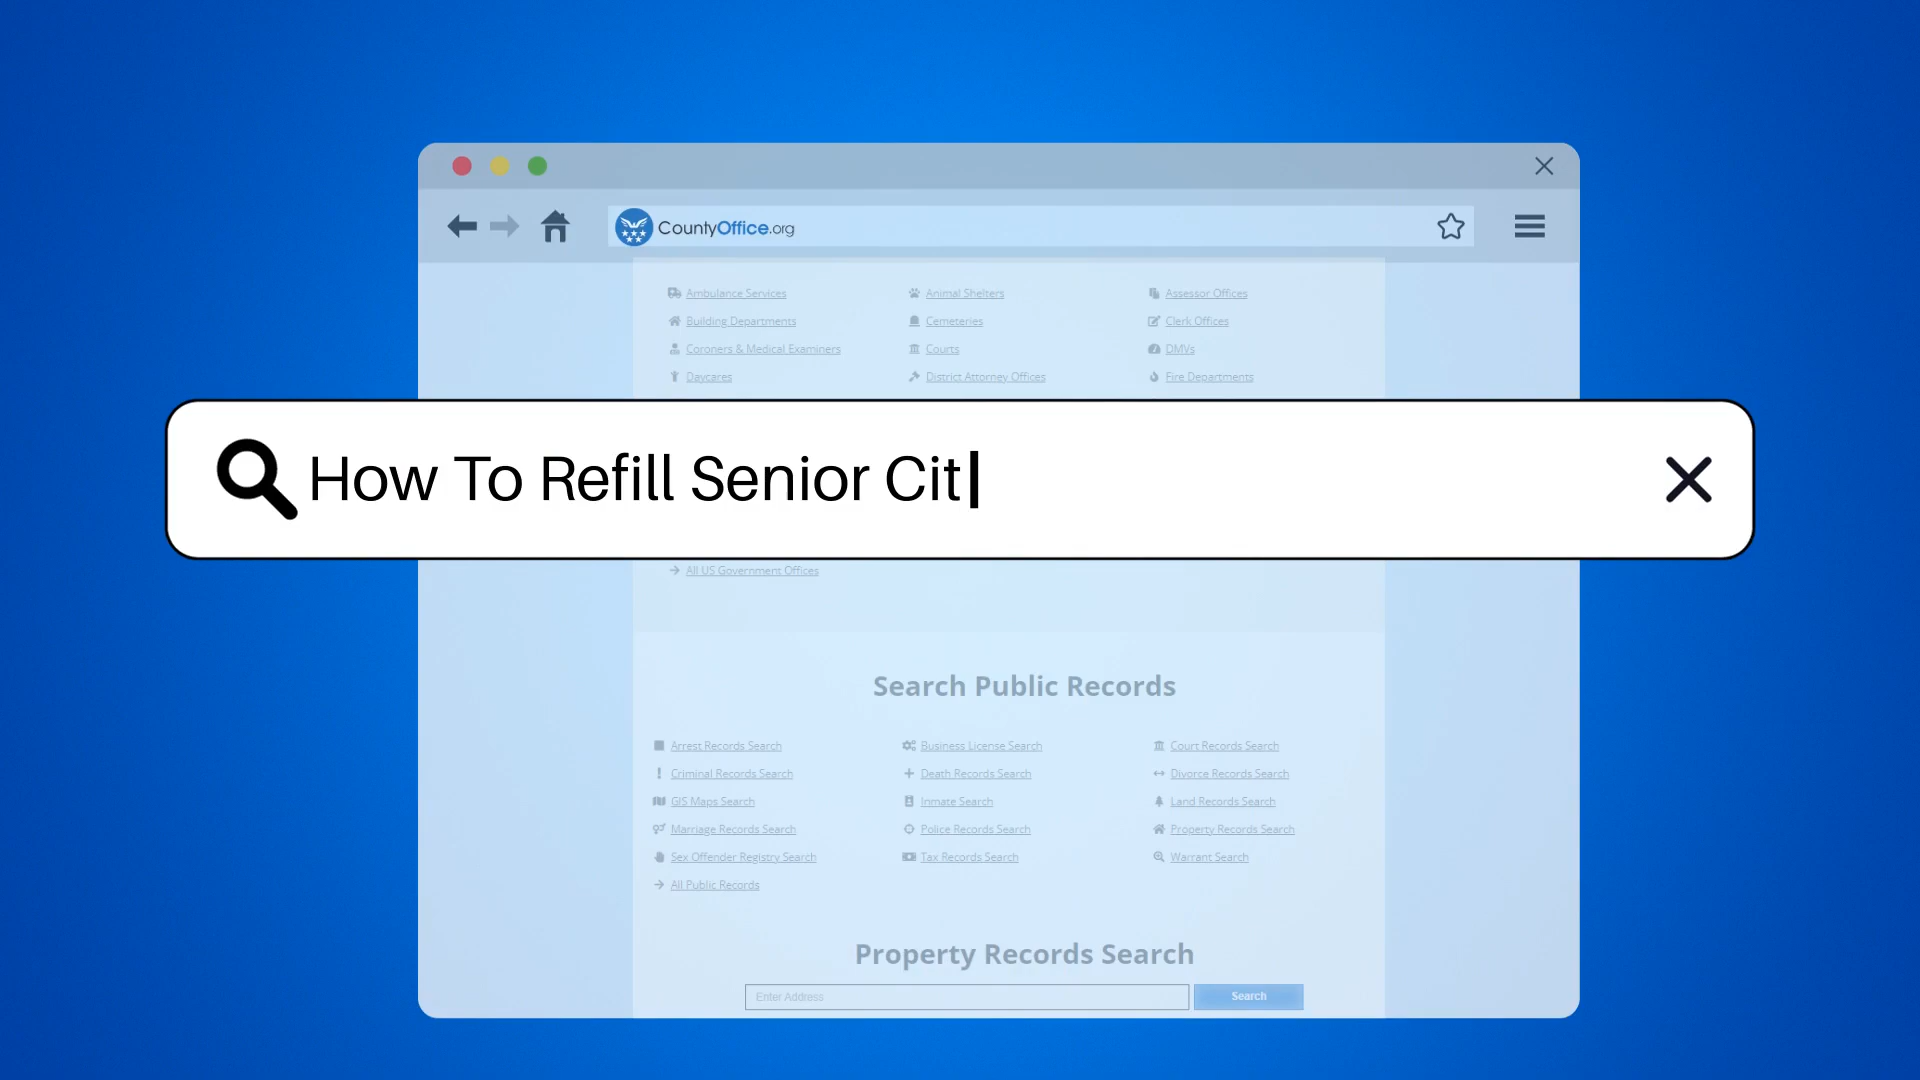 CountyOffice.org
Ambulance Services Animal Shelters Assessor Offices
Building Departments Cemeteries Clerk Offices
Coroners & Medical Examiners Courts DMVs
Daycares District Attorney Offices Fire Departments
How To Refill Senior Cit
All US Government Offices
Search Public Records
Arrest Records Search Business License Search Court Records Search
Criminal Records Search Death Records Search Divorce Records Search
GIS Maps Search Inmate Search Land Records Search
Marriage Records Search Police Records Search Property Records Search
Sex Offender Registry Search Tax Records Search Warrant Search
All Public Records
Property Records Search
Enter Address Search